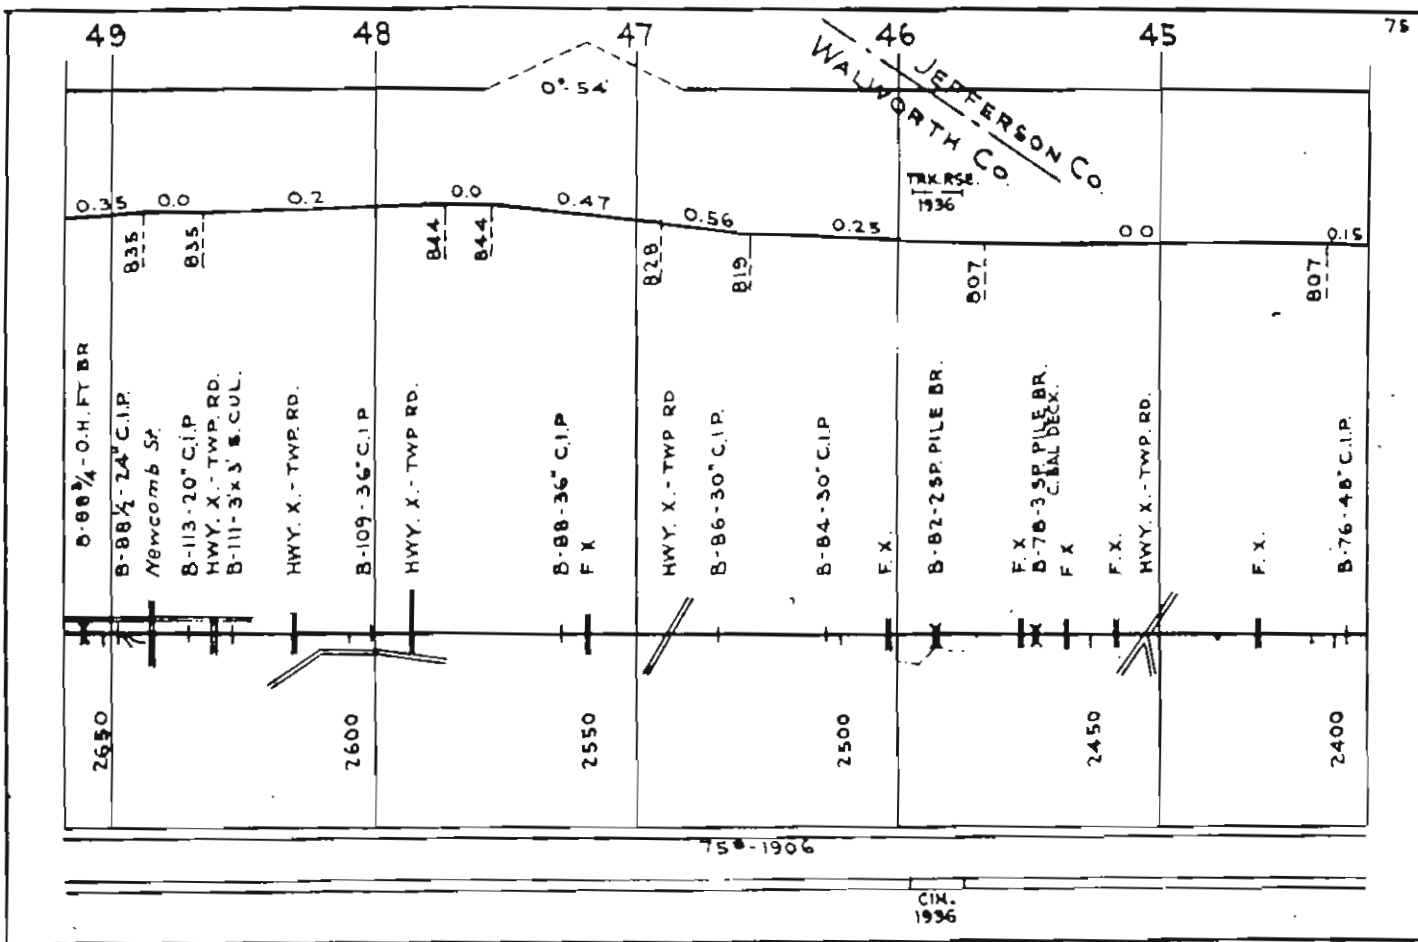 49 48 47 46 45 75
0°-54'
JEFFERSON CO.
WALWORTH CO.
TRK.RSE.
1936
0.35 0.0 0.2 0.0 0.47 0.56 0.25 0.0 0.15
835 835 844 844 828 819 807 807
B-88¾-O.H.FT BR
B-88½-24" C.I.P.
Newcomb St.
B-113-20" C.I.P
HWY. X.-TWP. RD.
B-111-3'x3' S.CUL.
HWY. X.-TWP. RD.
B-109-36" C.I.P
HWY. X.-TWP RD.
B-88-36" C.I.P
F X
HWY. X.-TWP RD
B-86-30" C.I.P.
B-84-30" C.I.P
F. X.
B-82-2SP. PILE BR.
F. X
B-78-3 SP. PILE BR.
C.BAL DECK.
F X
F. X.
HWY. X-TWP. RD.
F. X.
B-76-48" C.I.P.
2650 2600 2550 2500 2450 2400
75#-1906
CIN.
1936